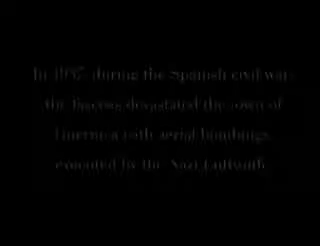 In 1937, during the Spanish civil war
the fascists devastated the town of
Guernica with aerial bombings
executed by the Nazi Luftwaffe